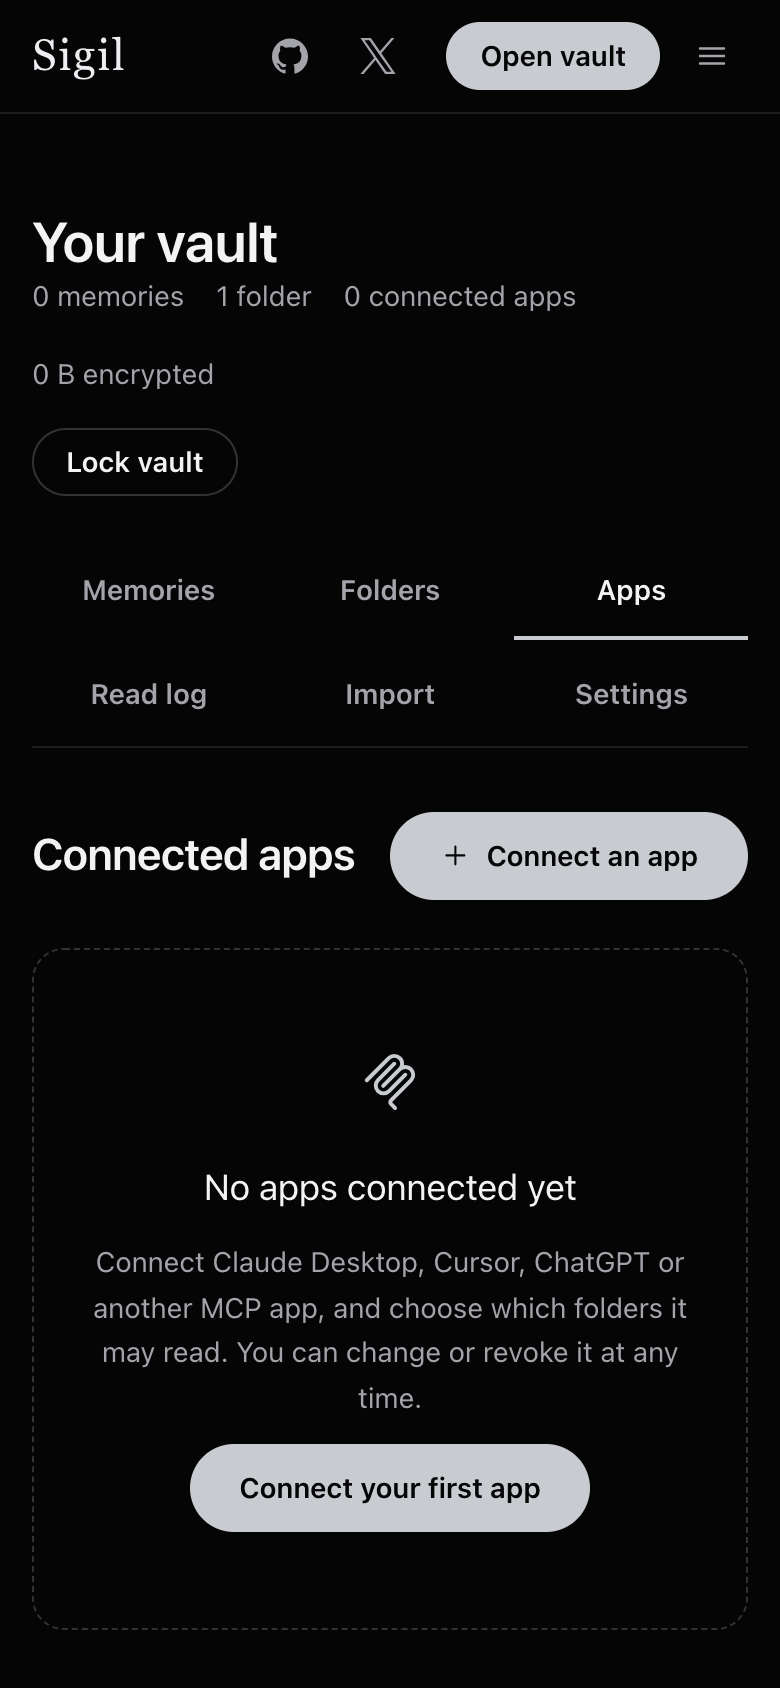 Sigil
Open vault
Your vault
0 memories 1 folder 0 connected apps
0 B encrypted
Lock vault
Memories Folders Apps
Read log Import Settings
Connected apps
Connect an app
No apps connected yet
Connect Claude Desktop, Cursor, ChatGPT or
another MCP app, and choose which folders it
may read. You can change or revoke it at any
time.
Connect your first app